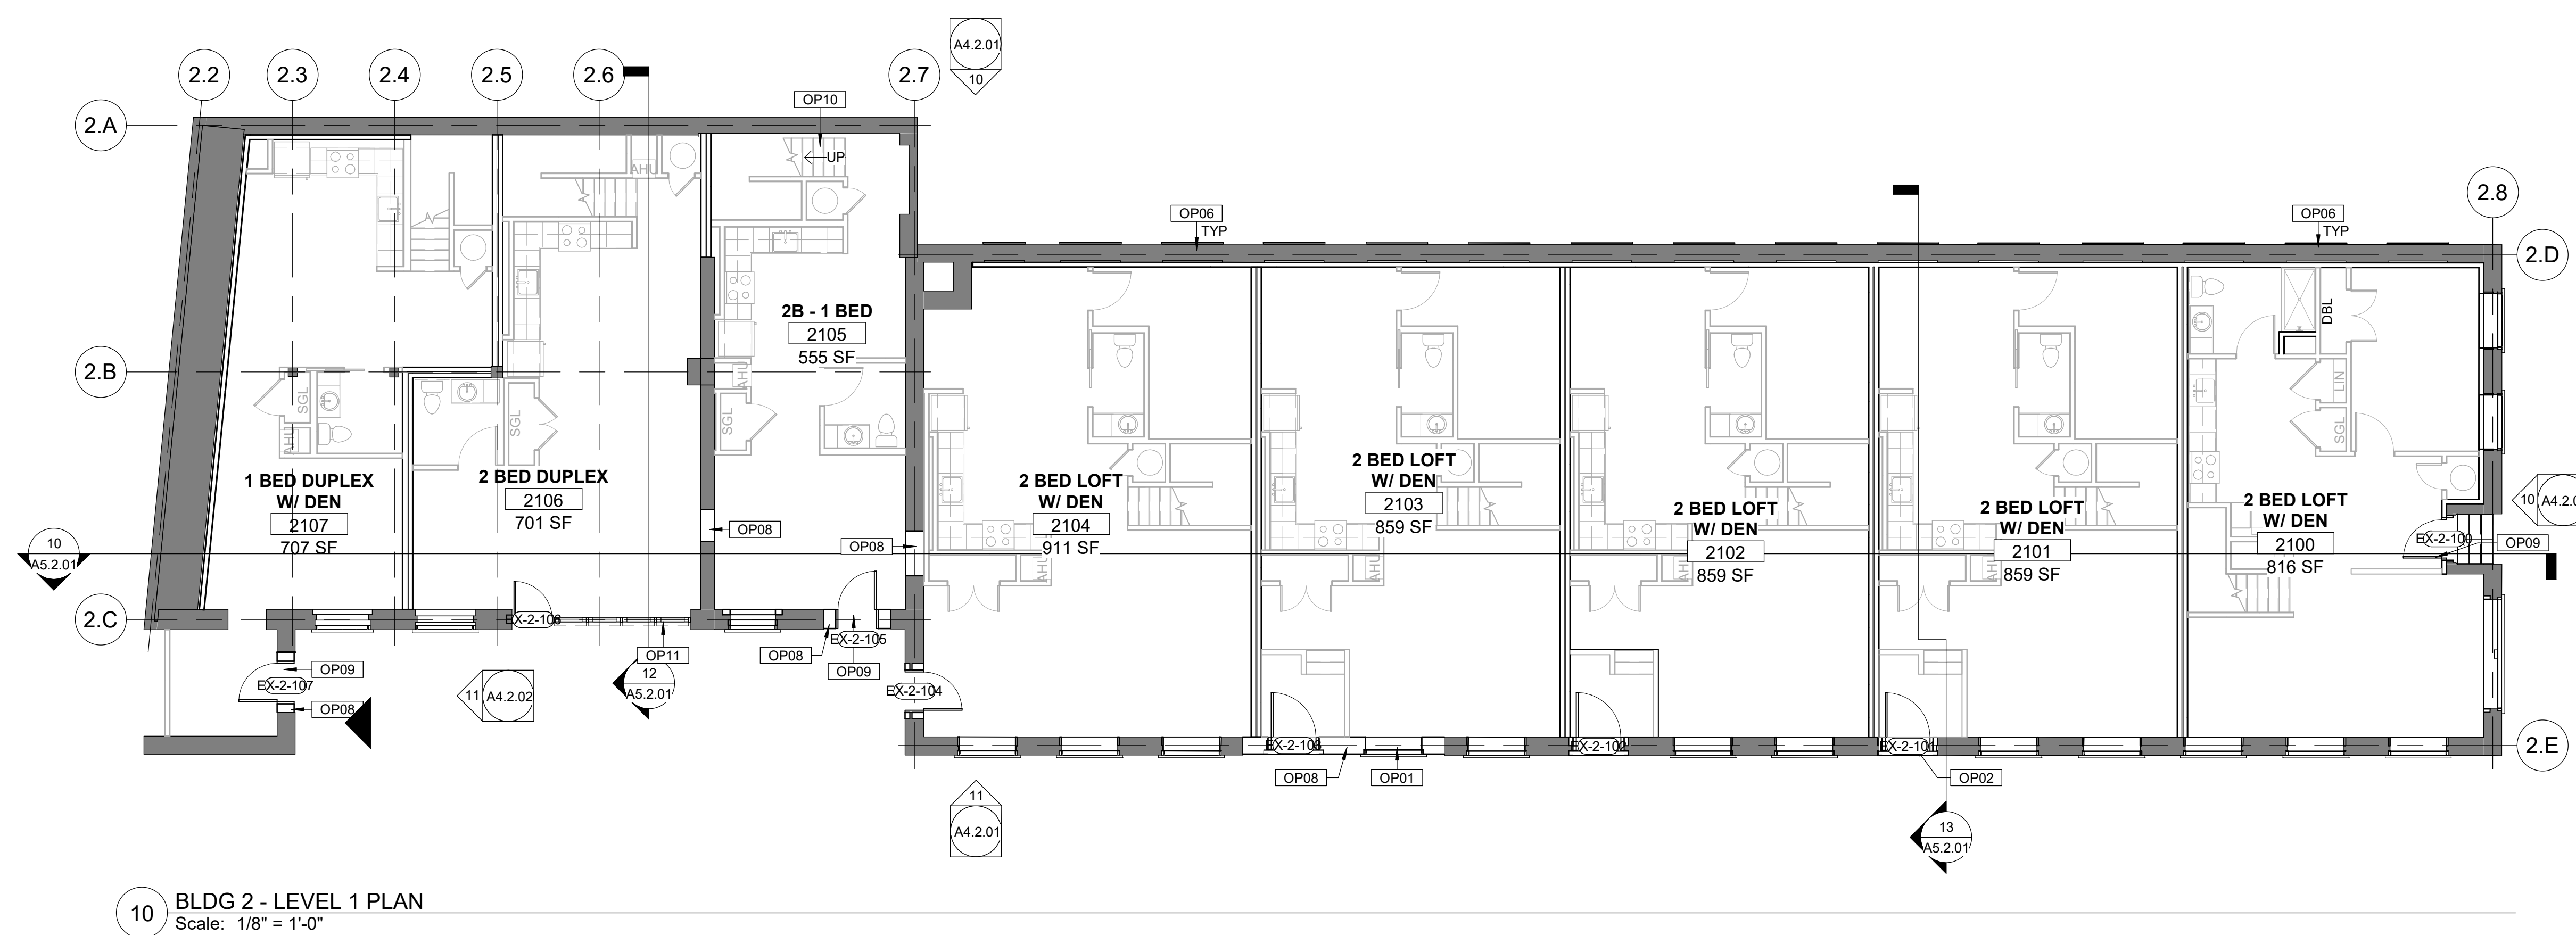 A4.2.01
10
2.2
2.3
2.4
2.5
2.6
2.7
2.8
2.A
2.B
2.C
2.D
2.E
OP10
UP
AHU
OP06
TYP
OP06
TYP
2B - 1 BED
2105
555 SF
AHU
SGL
SGL
AHU
SGL
DBL
LIN
SGL
1 BED DUPLEX
W/ DEN
2107
707 SF
2 BED DUPLEX
2106
701 SF
2 BED LOFT
W/ DEN
2104
911 SF
2 BED LOFT
W/ DEN
2103
859 SF
2 BED LOFT
W/ DEN
2102
859 SF
2 BED LOFT
W/ DEN
2101
859 SF
2 BED LOFT
W/ DEN
2100
816 SF
AHU
AHU
AHU
AHU
OP08
OP08
10
A5.2.01
10
EX-2-100
OP09
EX-2-106
EX-2-105
OP11
OP08
OP09
12
A5.2.01
OP09
EX-2-107
OP08
11
A4.2.02
EX-2-104
EX-2-103
EX-2-102
EX-2-101
OP08
OP01
OP02
11
A4.2.01
13
A5.2.01
10
BLDG 2 - LEVEL 1 PLAN
Scale: 1/8" = 1'-0"